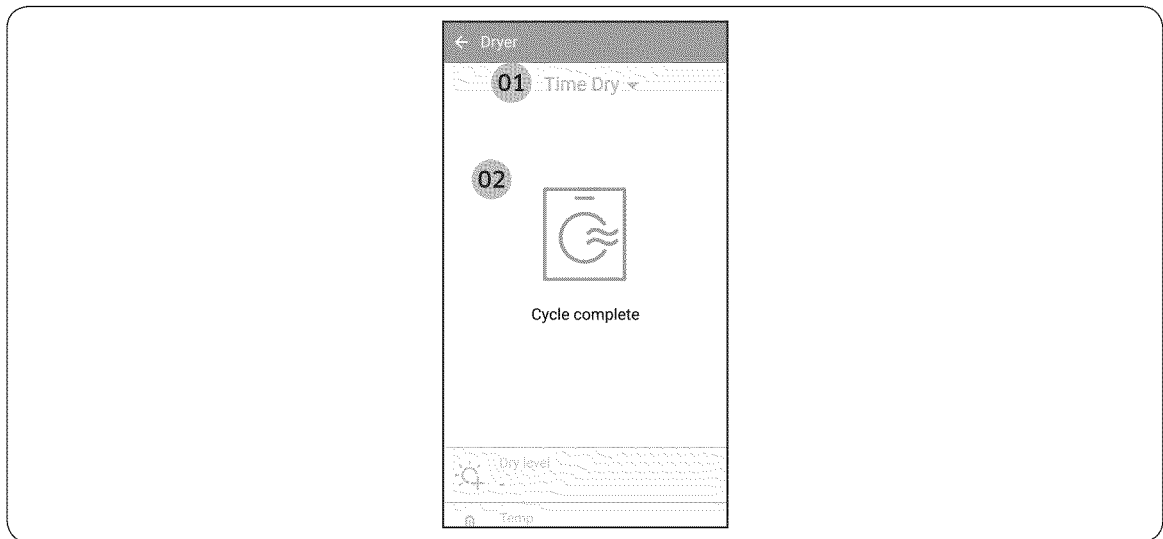 ← Dryer
01 Time Dry
02
Cycle complete
Dry level
-
Temp